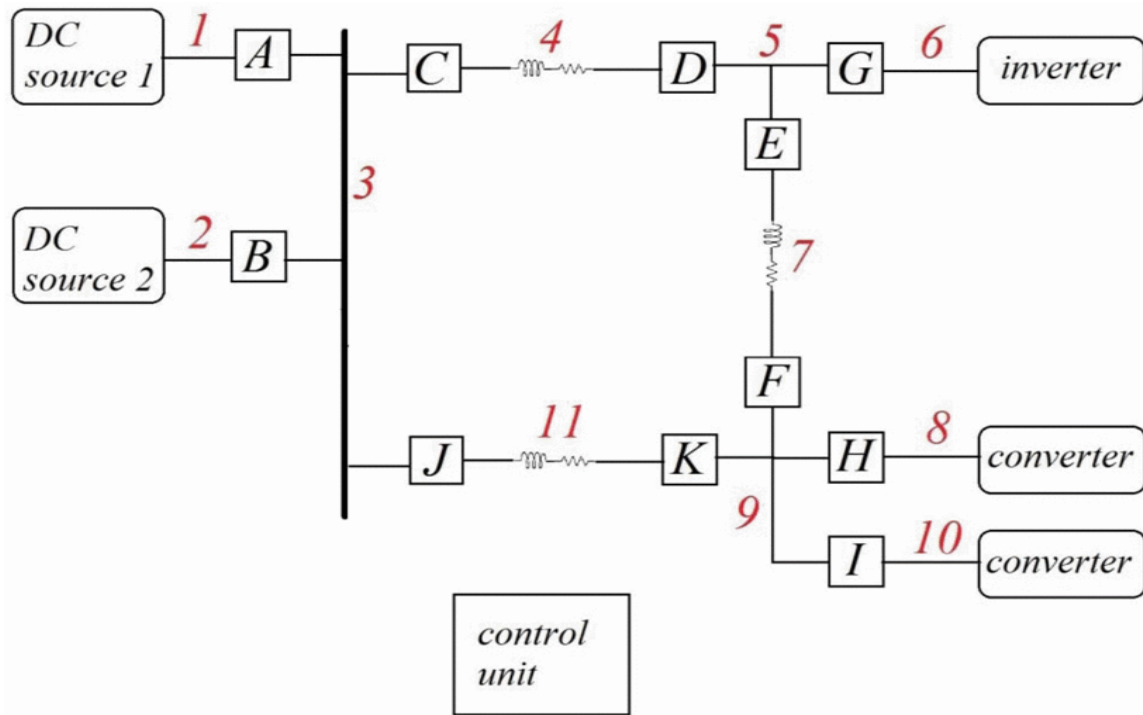 DC
source 1
1
A
C
4
D
5
G
6
inverter
E
3
DC
source 2
2
B
7
F
J
11
K
H
8
converter
9
I
10
converter
control
unit